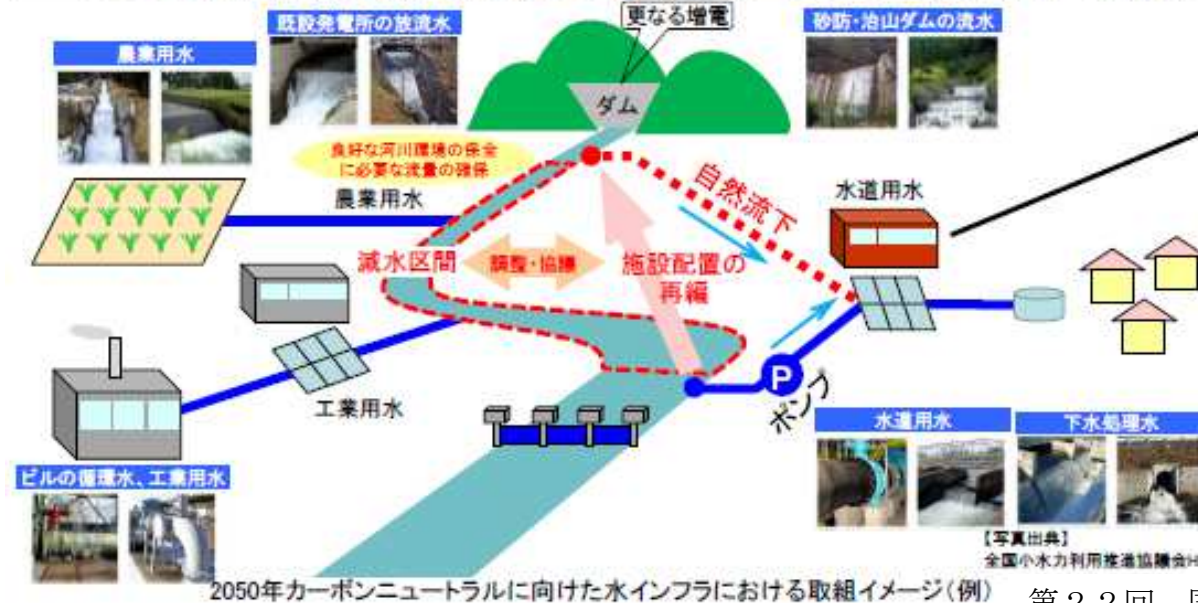 更なる増電
既設発電所の放流水
砂防・治山ダムの流水
農業用水
ダム
良好な河川環境の保全
に必要な流量の確保
農業用水
自然流下
水道用水
減水区間
調整・協議
施設配置の
再編
P
ポンプ
工業用水
水道用水
下水処理水
ビルの循環水、工業用水
【写真出典】
全国小水力利用推進協議会H
2050年カーボンニュートラルに向けた水インフラにおける取組イメージ(例)